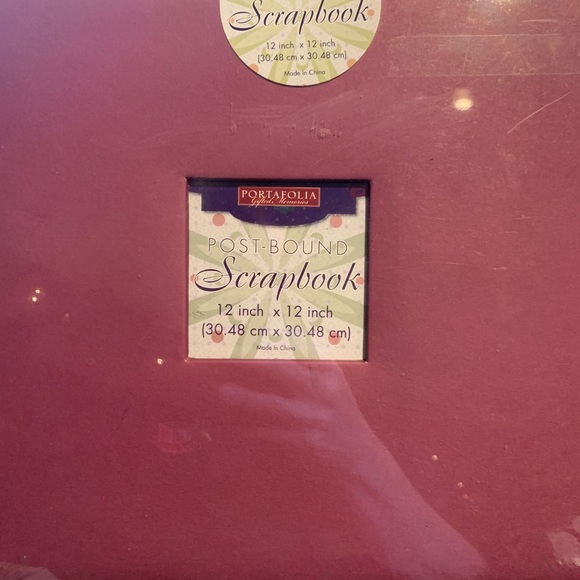 Scrapbook
12 inch x 12 inch
(30.48 cm x 30.48 cm)
Made in China
PORTAFOLIA
Gifted Memories
POST-BOUND
Scrapbook
12 inch x 12 inch
(30.48 cm x 30.48 cm)
Made In China